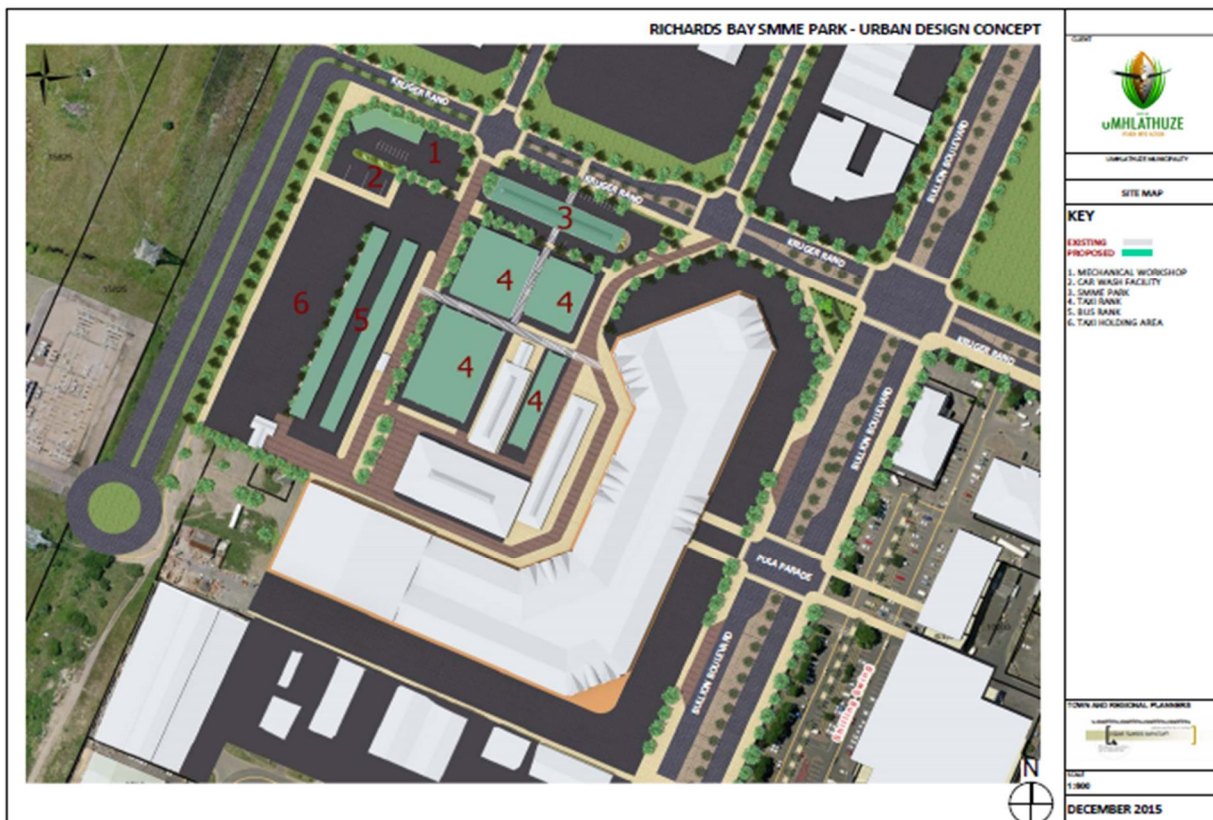 RICHARDS BAY SMME PARK - URBAN DESIGN CONCEPT
CLIENT
uMHLATHUZE
UMHLATHUZE MUNICIPALITY
SITE MAP
KEY
EXISTING
PROPOSED
1. MECHANICAL WORKSHOP
2. CAR WASH FACILITY
3. SMME PARK
4. TAXI RANK
5. BUS RANK
6. TAXI HOLDING AREA
TOWN AND REGIONAL PLANNERS
SCALE
DECEMBER 2015
KRUGER RAND
KRUGER RAND
KRUGER RAND
KRUGER RAND
BULLION BOULEVARD
BULLION BOULEVARD
BULLION BOULEVARD
PULA PARADE
15825
15825
1
2
3
4
4
4
4
5
6
N